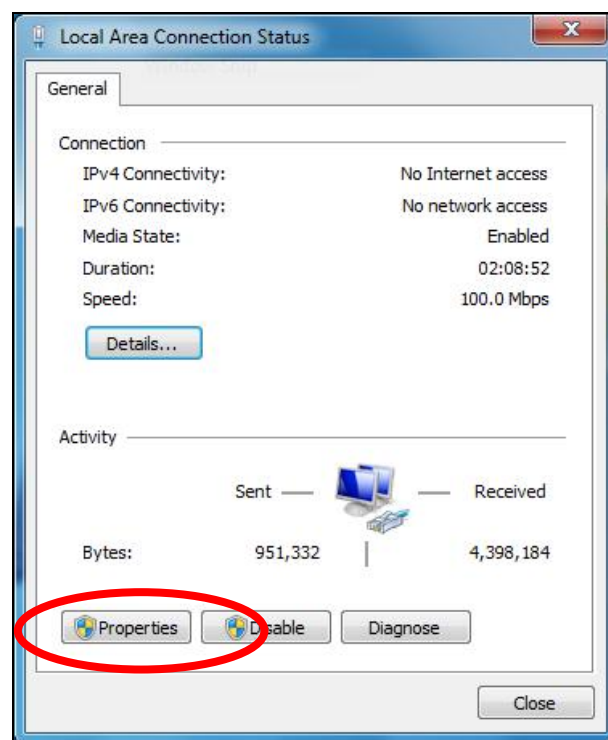 Local Area Connection Status
General
Connection
IPv4 Connectivity: No Internet access
IPv6 Connectivity: No network access
Media State: Enabled
Duration: 02:08:52
Speed: 100.0 Mbps
Details...
Activity
Sent Received
Bytes: 951,332 4,398,184
Properties Disable Diagnose
Close